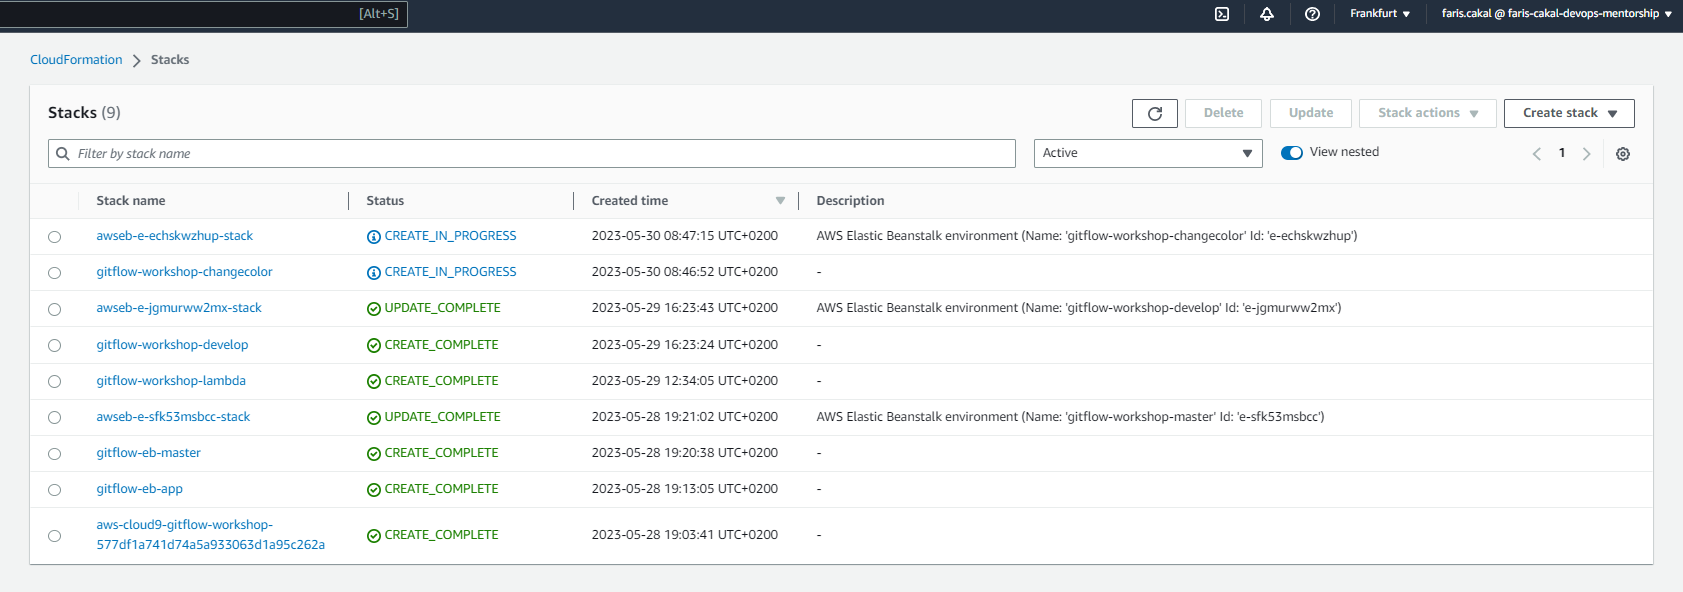 [Alt+S] Frankfurt faris.cakal @ faris-cakal-devops-mentorship
CloudFormation Stacks
Stacks (9) Delete Update Stack actions Create stack
Filter by stack name Active View nested 1
Stack name Status Created time Description
awseb-e-echskwzhup-stack CREATE_IN_PROGRESS 2023-05-30 08:47:15 UTC+0200 AWS Elastic Beanstalk environment (Name: 'gitflow-workshop-changecolor' Id: 'e-echskwzhup')
gitflow-workshop-changecolor CREATE_IN_PROGRESS 2023-05-30 08:46:52 UTC+0200 -
awseb-e-jgmurww2mx-stack UPDATE_COMPLETE 2023-05-29 16:23:43 UTC+0200 AWS Elastic Beanstalk environment (Name: 'gitflow-workshop-develop' Id: 'e-jgmurww2mx')
gitflow-workshop-develop CREATE_COMPLETE 2023-05-29 16:23:24 UTC+0200 -
gitflow-workshop-lambda CREATE_COMPLETE 2023-05-29 12:34:05 UTC+0200 -
awseb-e-sfk53msbcc-stack UPDATE_COMPLETE 2023-05-28 19:21:02 UTC+0200 AWS Elastic Beanstalk environment (Name: 'gitflow-workshop-master' Id: 'e-sfk53msbcc')
gitflow-eb-master CREATE_COMPLETE 2023-05-28 19:20:38 UTC+0200 -
gitflow-eb-app CREATE_COMPLETE 2023-05-28 19:13:05 UTC+0200 -
aws-cloud9-gitflow-workshop-
577df1a741d74a5a933063d1a95c262a CREATE_COMPLETE 2023-05-28 19:03:41 UTC+0200 -